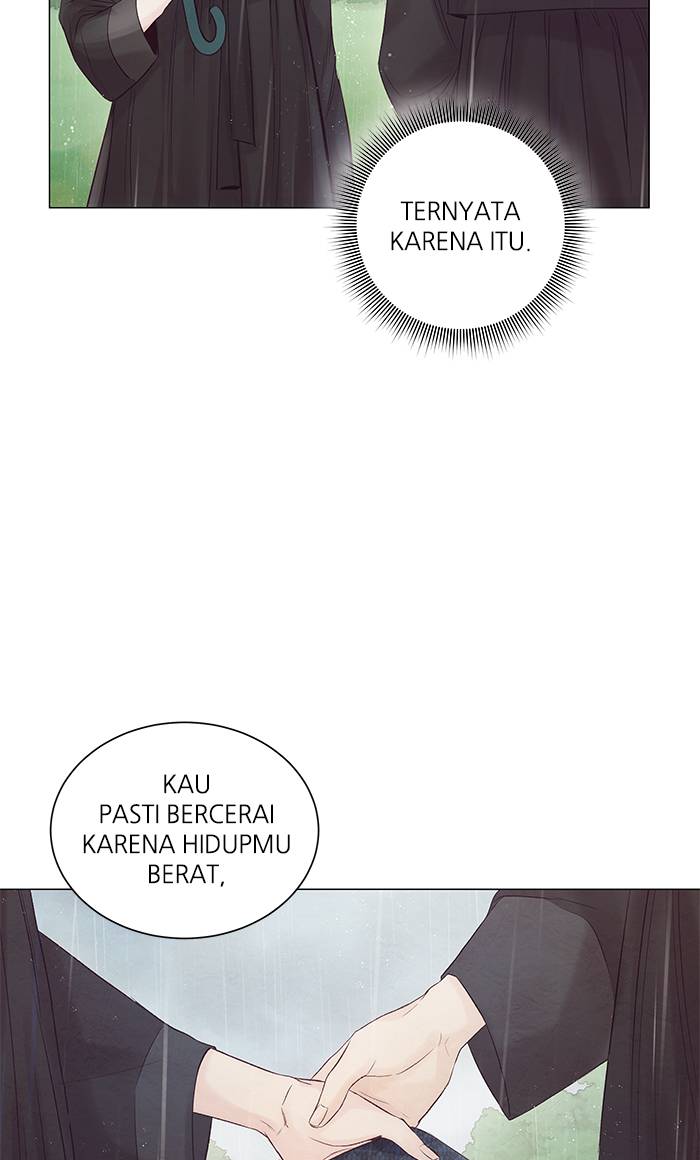 TERNYATA
KARENA ITU.
KAU
PASTI BERCERAI
KARENA HIDUPMU
BERAT,